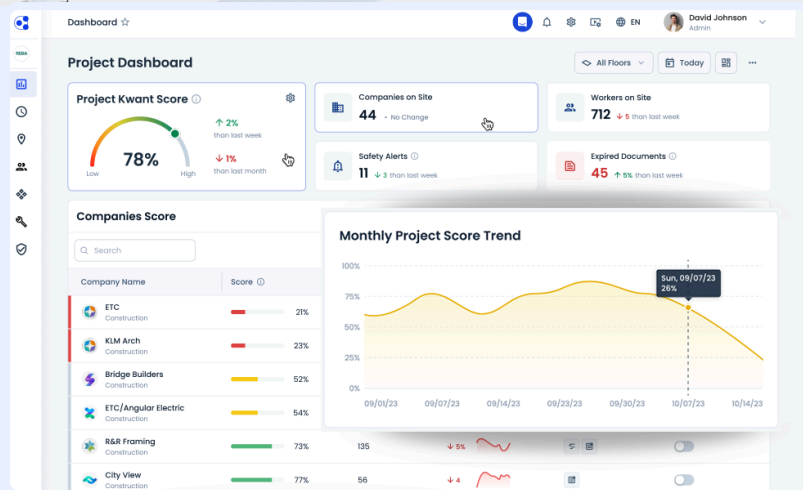 Dashboard
EN
David Johnson
Admin
Project Dashboard
All Floors
Today
Project Kwant Score
2%
than last week
78%
1%
than last month
Low
High
Companies on Site
44 • No Change
Workers on Site
712 5 than last week
Safety Alerts
11 3 than last week
Expired Documents
45 5% than last week
Companies Score
Search
Company Name Score
ETC
Construction
21%
KLM Arch
Construction
23%
Bridge Builders
Construction
52%
ETC/Angular Electric
Construction
54%
R&R Framing
Construction
73% 135 5%
City View
Construction
77% 56 4
Monthly Project Score Trend
100%
75%
50%
25%
0%
Sun, 09/07/23
26%
09/01/23 09/07/23 09/14/23 09/23/23 09/30/23 10/07/23 10/14/23